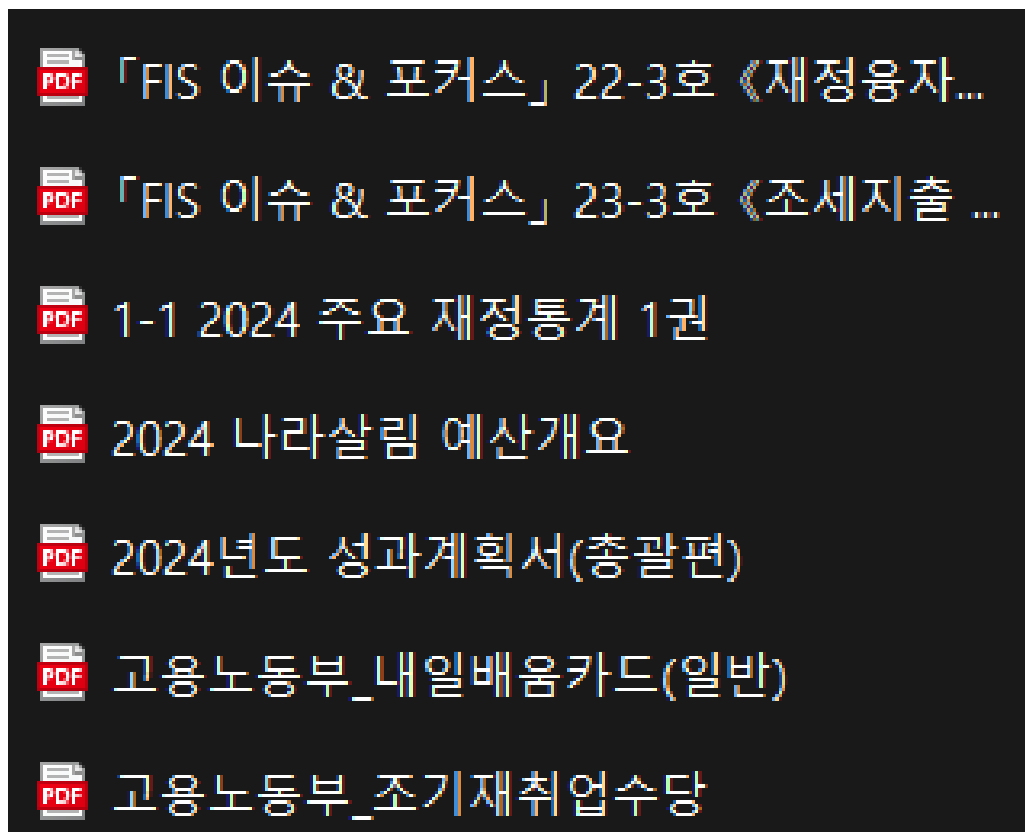 「FIS 이슈 & 포커스」 22-3호 《재정융자...
「FIS 이슈 & 포커스」 23-3호 《조세지출 ...
1-1 2024 주요 재정통계 1권
2024 나라살림 예산개요
2024년도 성과계획서(총괄편)
고용노동부_내일배움카드(일반)
고용노동부_조기재취업수당